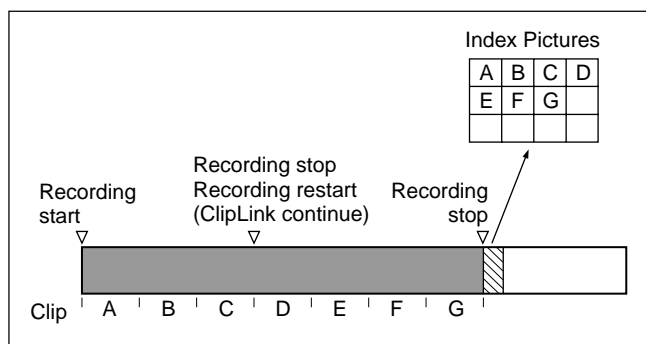 Index Pictures
A B C D
E F G
Recording start
Recording stop
Recording restart
(ClipLink continue)
Recording stop
Clip A B C D E F G